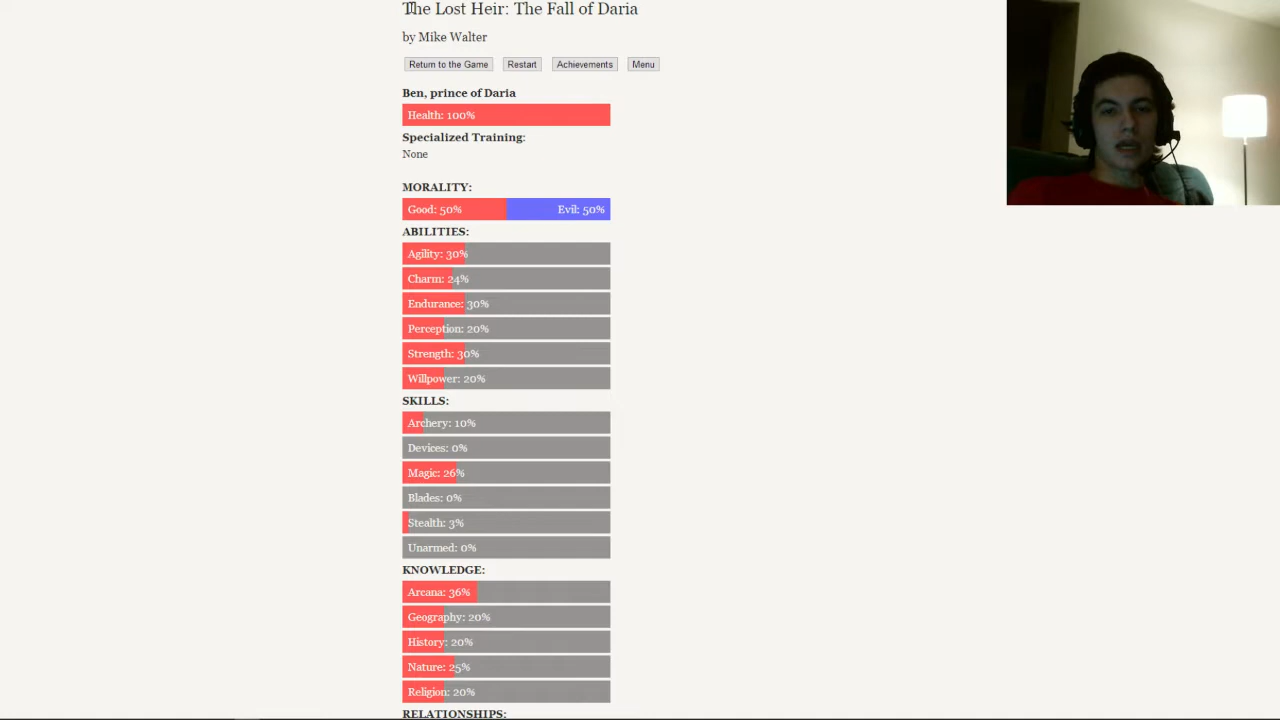 The Lost Heir: The Fall of Daria
by Mike Walter
Return to the Game Restart Achievements Menu
Ben, prince of Daria
Health: 100%
Specialized Training:
None
MORALITY:
Good: 50% Evil: 50%
ABILITIES:
Agility: 30%
Charm: 24%
Endurance: 30%
Perception: 20%
Strength: 30%
Willpower: 20%
SKILLS:
Archery: 10%
Devices: 0%
Magic: 26%
Blades: 0%
Stealth: 3%
Unarmed: 0%
KNOWLEDGE:
Arcana: 36%
Geography: 20%
History: 20%
Nature: 25%
Religion: 20%
RELATIONSHIPS: